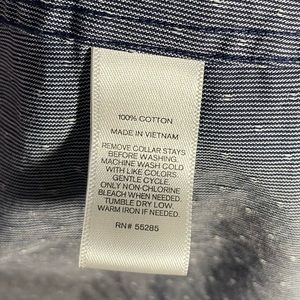 100% COTTON
MADE IN VIETNAM
REMOVE COLLAR STAYS
BEFORE WASHING.
MACHINE WASH COLD
WITH LIKE COLORS.
GENTLE CYCLE.
ONLY NON-CHLORINE
BLEACH WHEN NEEDED.
TUMBLE DRY LOW.
WARM IRON IF NEEDED.
RN# 55285